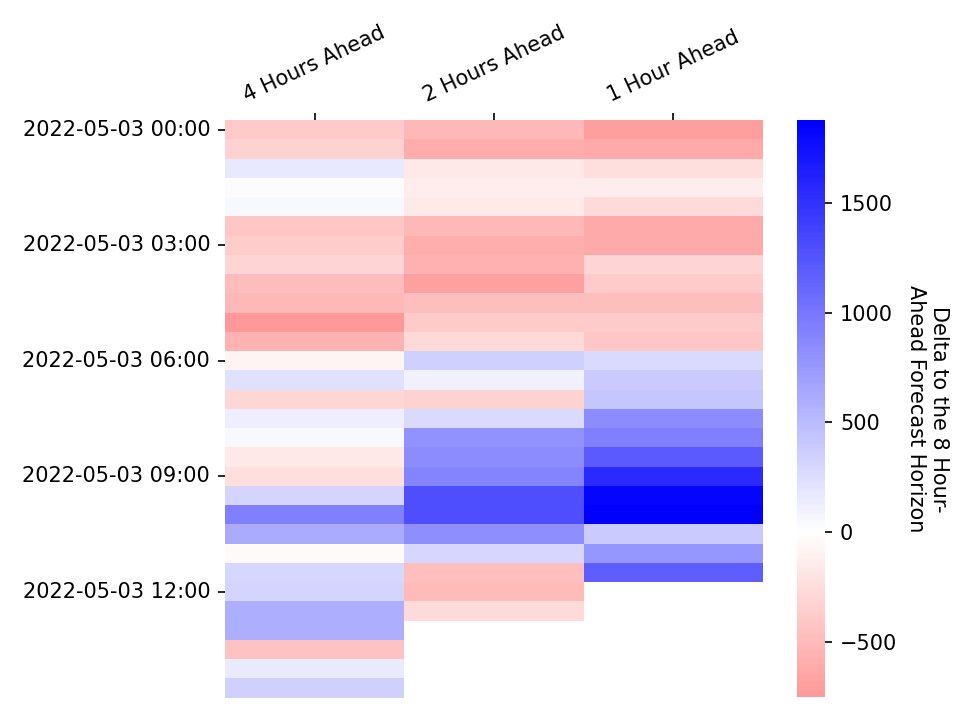 4 Hours Ahead
2 Hours Ahead
1 Hour Ahead
2022-05-03 00:00
2022-05-03 03:00
2022-05-03 06:00
2022-05-03 09:00
2022-05-03 12:00
1500
1000
500
0
−500
Delta to the 8 Hour-
Ahead Forecast Horizon